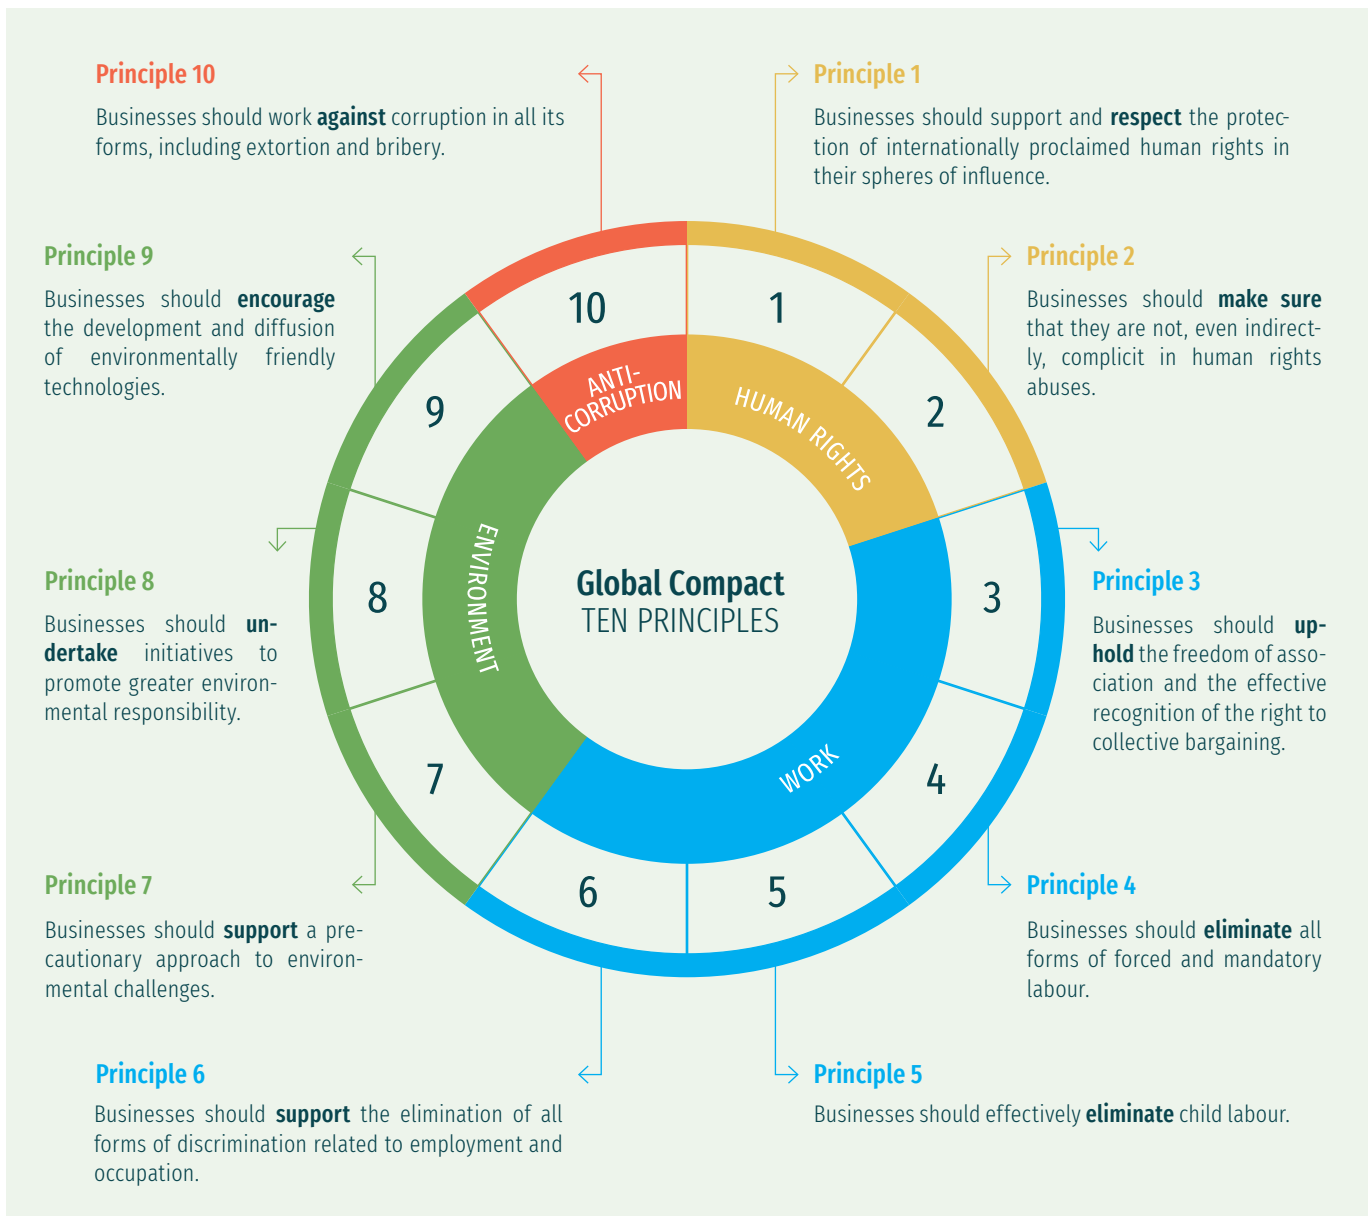 Principle 10
Businesses should work against corruption in all its
forms, including extortion and bribery.
Principle 1
Businesses should support and respect the protec-
tion of internationally proclaimed human rights in
their spheres of influence.
Principle 9
Businesses should encourage
the development and diffusion
of environmentally friendly
technologies.
Principle 2
Businesses should make sure
that they are not, even indirect-
ly, complicit in human rights
abuses.
10
1
9
2
ANTI-
CORRUPTION
HUMAN RIGHTS
ENVIRONMENT
Global Compact
TEN PRINCIPLES
8
3
Principle 8
Businesses should un-
dertake initiatives to
promote greater environ-
mental responsibility.
Principle 3
Businesses should up-
hold the freedom of asso-
ciation and the effective
recognition of the right to
collective bargaining.
WORK
7
4
6
5
Principle 7
Businesses should support a pre-
cautionary approach to environ-
mental challenges.
Principle 4
Businesses should eliminate all
forms of forced and mandatory
labour.
Principle 6
Businesses should support the elimination of all
forms of discrimination related to employment and
occupation.
Principle 5
Businesses should effectively eliminate child labour.